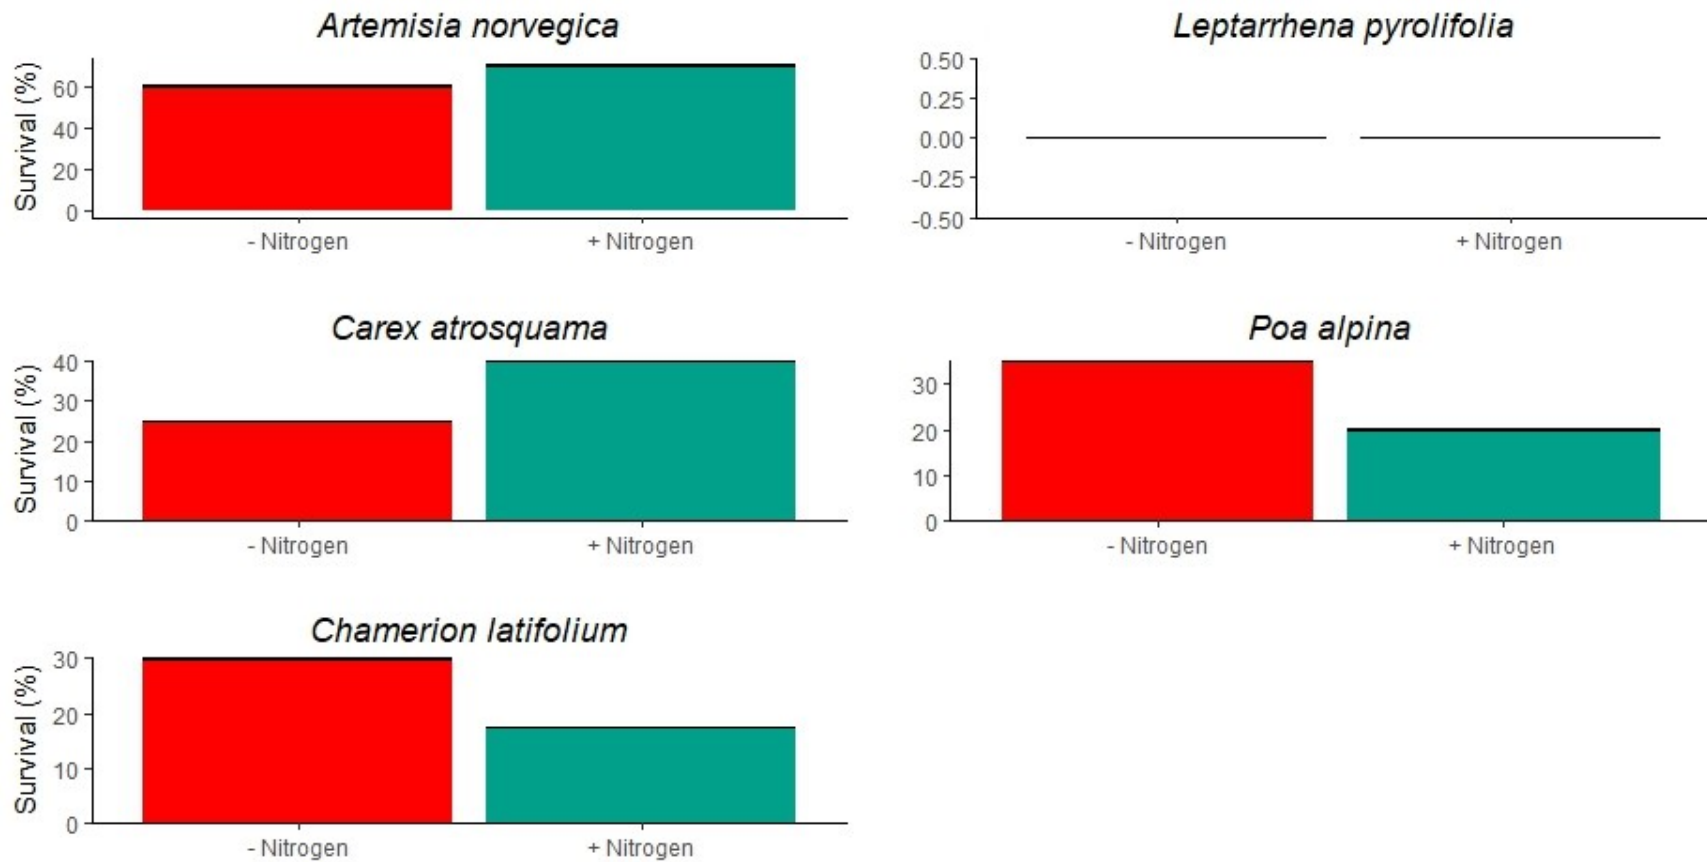 Artemisia norvegica
Survival (%)
60
40
20
0
- Nitrogen
+ Nitrogen
Leptarrhena pyrolifolia
0.50
0.25
0.00
-0.25
-0.50
- Nitrogen
+ Nitrogen
Carex atrosquama
Survival (%)
40
30
20
10
0
- Nitrogen
+ Nitrogen
Poa alpina
30
20
10
0
- Nitrogen
+ Nitrogen
Chamerion latifolium
Survival (%)
30
20
10
0
- Nitrogen
+ Nitrogen